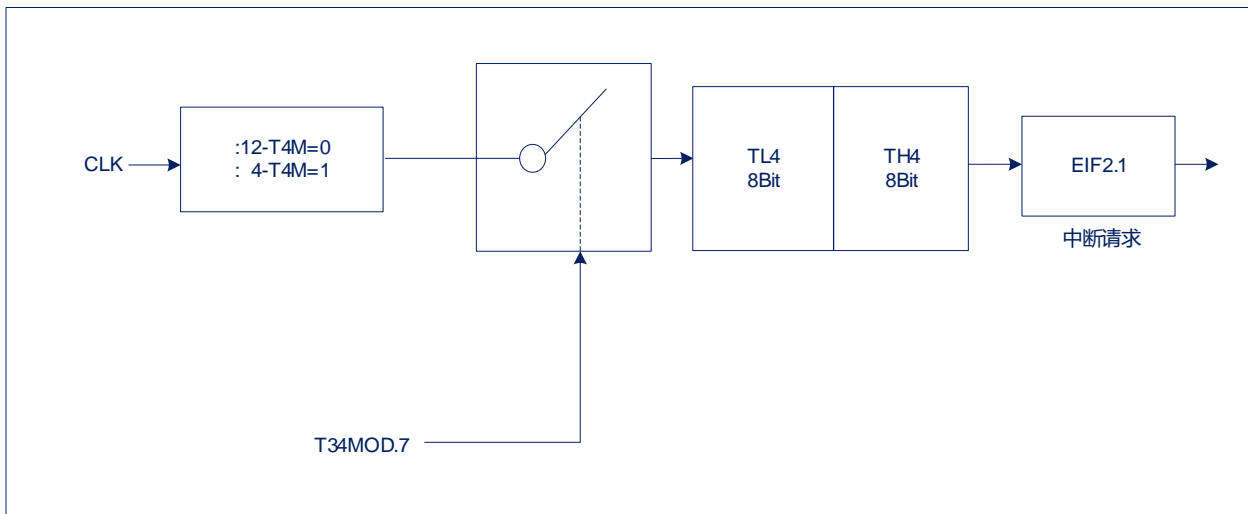 :12-T4M=0
: 4-T4M=1
CLK
TL4
8Bit
TH4
8Bit
EIF2.1
中断请求
T34MOD.7